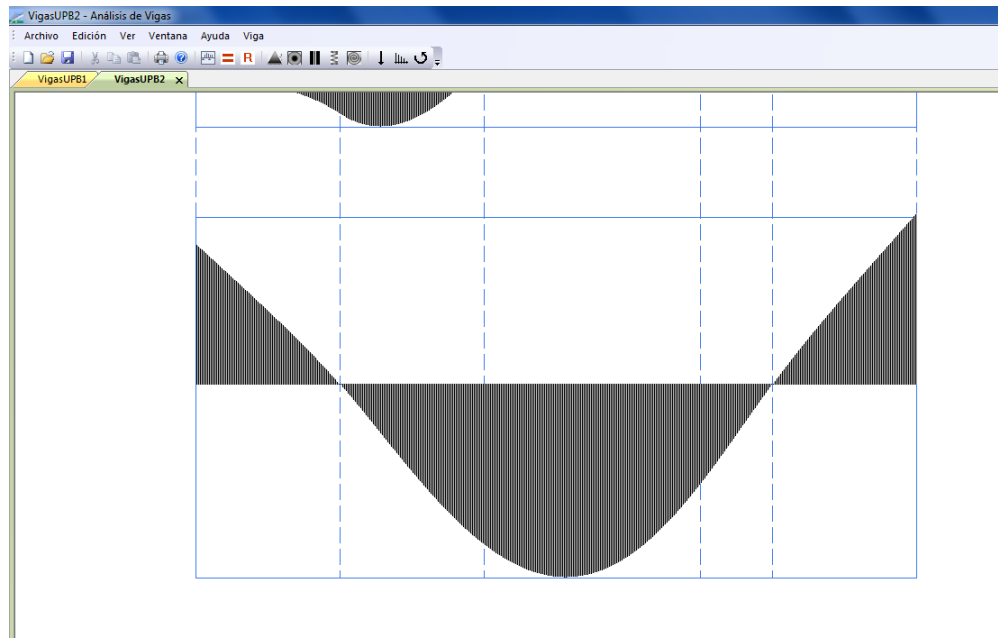 VigasUPB2 - Análisis de Vigas
Archivo Edición Ver Ventana Ayuda Viga
R
VigasUPB1 VigasUPB2 x